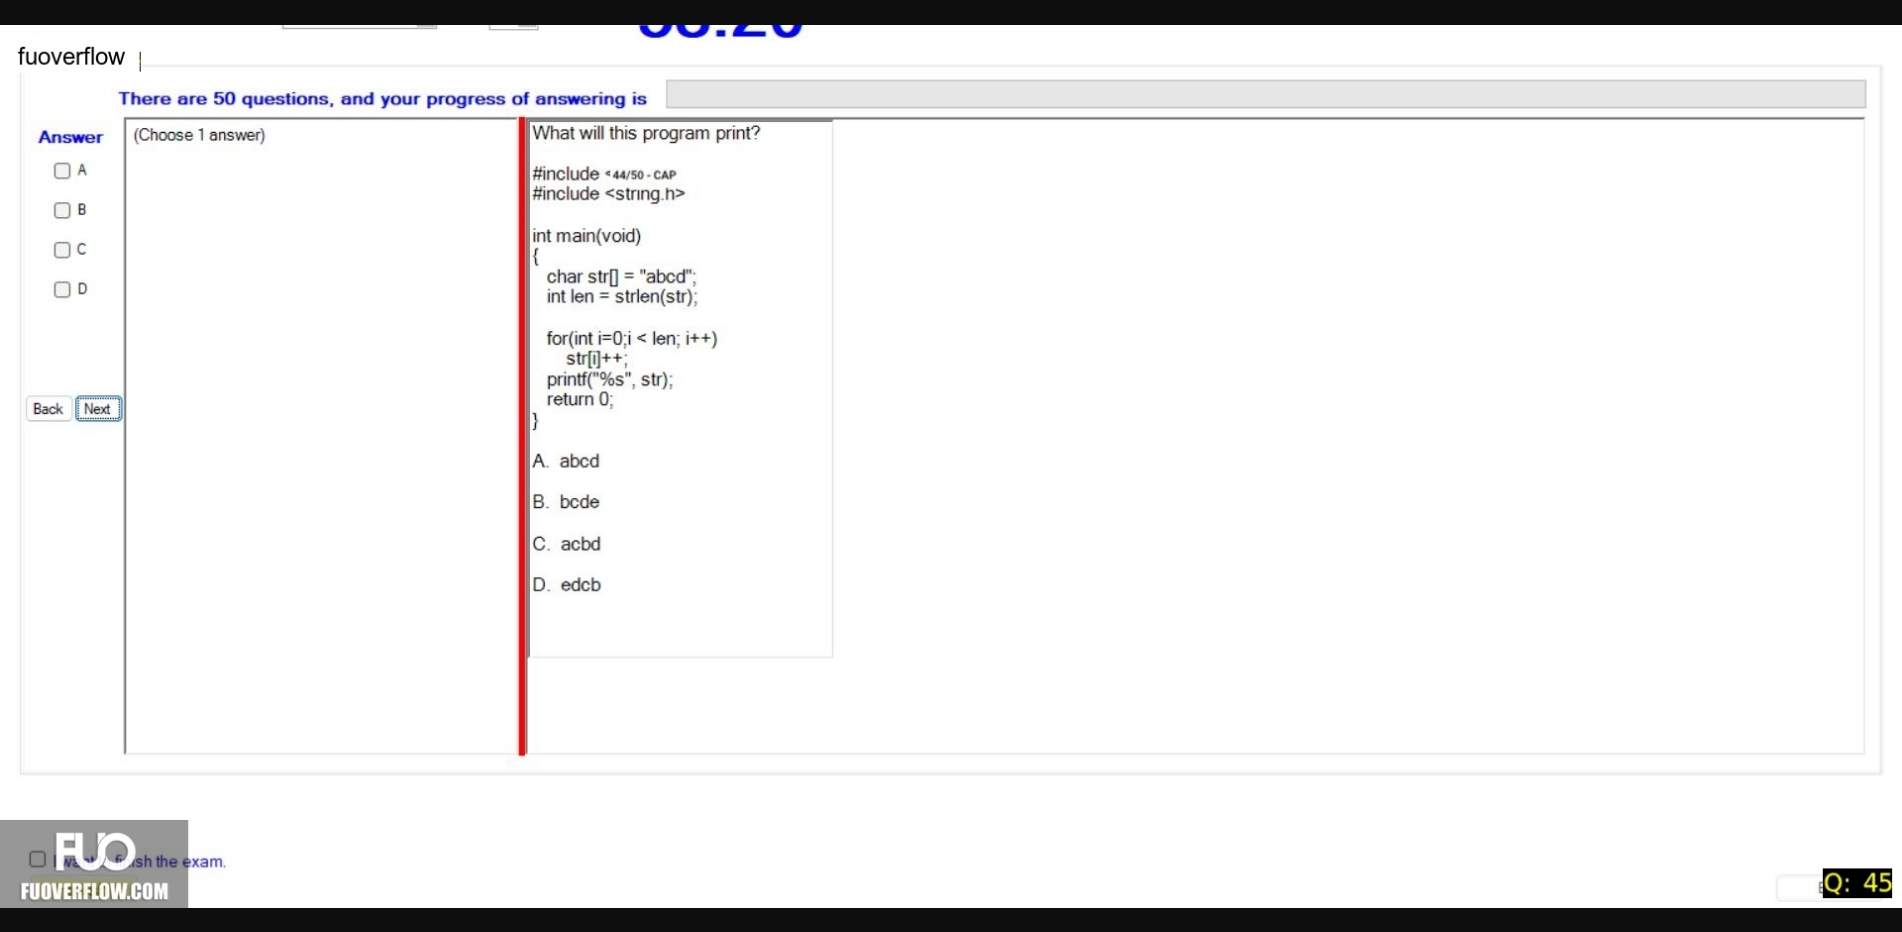 fuoverflow
There are 50 questions, and your progress of answering is
Answer
(Choose 1 answer)
A
B
C
D
Back Next
What will this program print?
#include <44/50 - CAP
#include <string.h>
int main(void)
{
char str[] = "abcd";
int len = strlen(str);
for(int i=0;i < len; i++)
str[i]++;
printf("%s", str);
return 0;
}
A. abcd
B. bcde
C. acbd
D. edcb
FUO
the exam.
FUOVERFLOW.COM
Q: 45